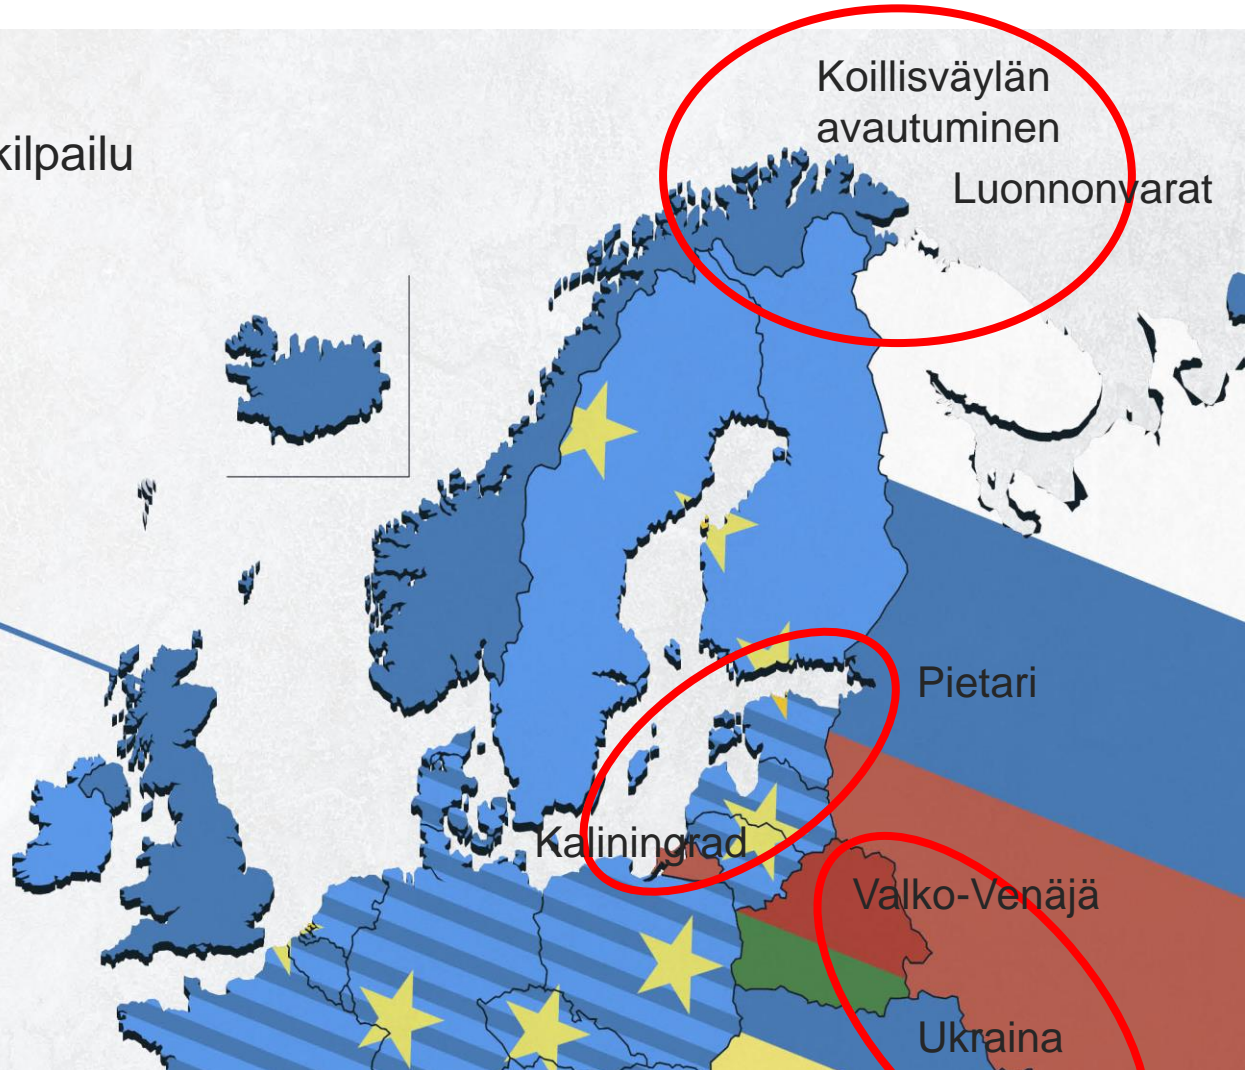 Koillisväylän
avautuminen
kilpailu
Luonnonvarat
Pietari
Kaliningrad
Valko-Venäjä
Ukraina